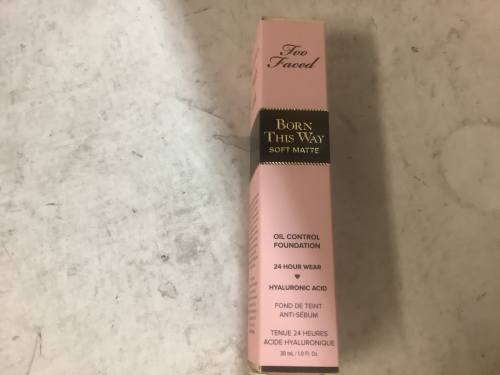 Too
Faced
BORN
THIS WAY
SOFT MATTE
OIL CONTROL
FOUNDATION
24 HOUR WEAR
HYALURONIC ACID
FOND DE TEINT
ANTI-SÉBUM
TENUE 24 HEURES
ACIDE HYALURONIQUE
30 mL / 1.0 Fl. Oz.